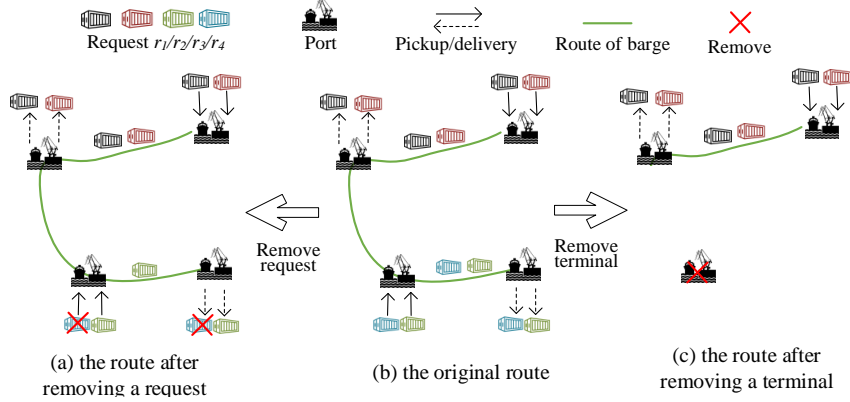 Request r1/r2/r3/r4
Port
Pickup/delivery
Route of barge
Remove
Remove
request
Remove
terminal
(a) the route after
removing a request
(b) the original route
(c) the route after
removing a terminal